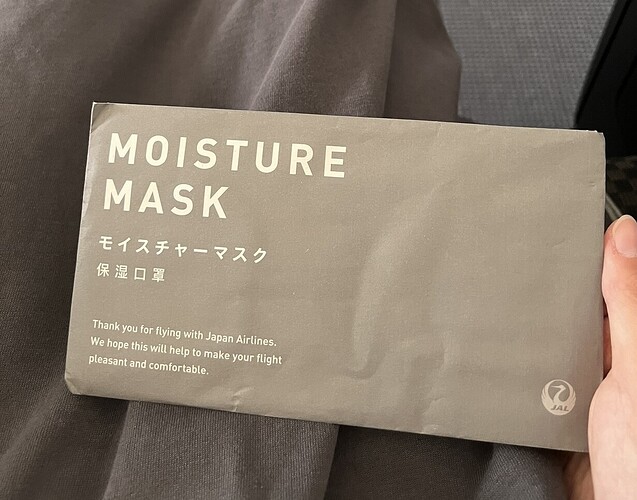 MOISTURE
MASK
モイスチャーマスク
保湿口罩
Thank you for flying with Japan Airlines.
We hope this will help to make your flight
pleasant and comfortable.
JAL